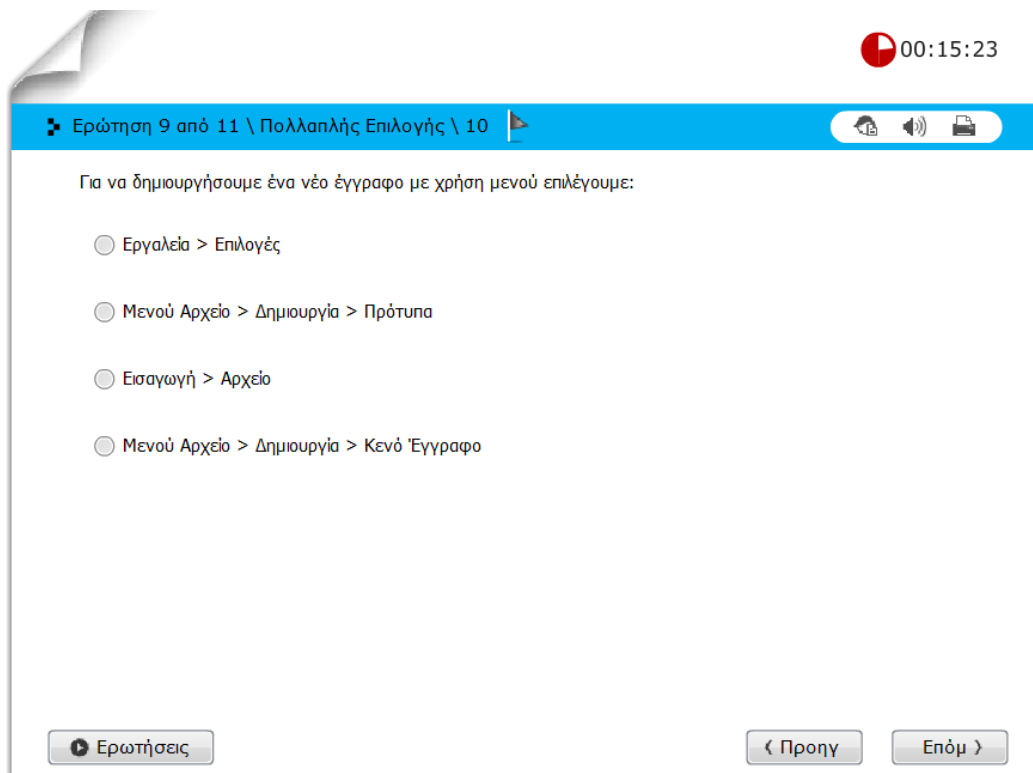 00:15:23
Ερώτηση 9 από 11 \ Πολλαπλής Επιλογής \ 10
Για να δημιουργήσουμε ένα νέο έγγραφο με χρήση μενού επιλέγουμε:
Εργαλεία > Επιλογές
Μενού Αρχείο > Δημιουργία > Πρότυπα
Εισαγωγή > Αρχείο
Μενού Αρχείο > Δημιουργία > Κενό Έγγραφο
Ερωτήσεις
⟨ Προηγ
Επόμ ⟩